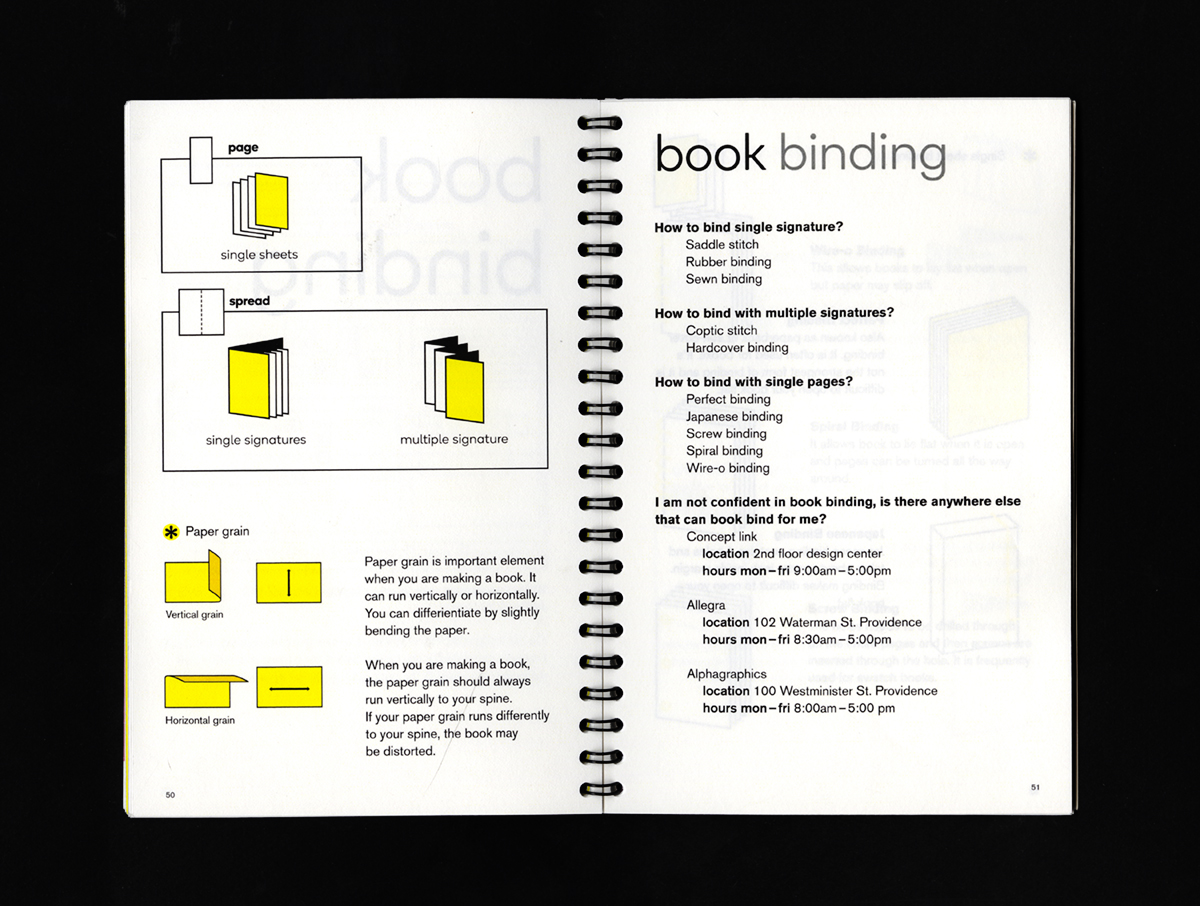 page
single sheets
spread
single signatures
multiple signature
Paper grain
Vertical grain
Paper grain is important element
when you are making a book. It
can run vertically or horizontally.
You can differientiate by slightly
bending the paper.
Horizontal grain
When you are making a book,
the paper grain should always
run vertically to your spine.
If your paper grain runs differently
to your spine, the book may
be distorted.
50
book binding
How to bind single signature?
Saddle stitch
Rubber binding
Sewn binding
How to bind with multiple signatures?
Coptic stitch
Hardcover binding
How to bind with single pages?
Perfect binding
Japanese binding
Screw binding
Spiral binding
Wire-o binding
I am not confident in book binding, is there anywhere else
that can book bind for me?
Concept link
location 2nd floor design center
hours mon–fri 9:00am–5:00pm
Allegra
location 102 Waterman St. Providence
hours mon–fri 8:30am–5:00pm
Alphagraphics
location 100 Westminister St. Providence
hours mon–fri 8:00am–5:00 pm
51